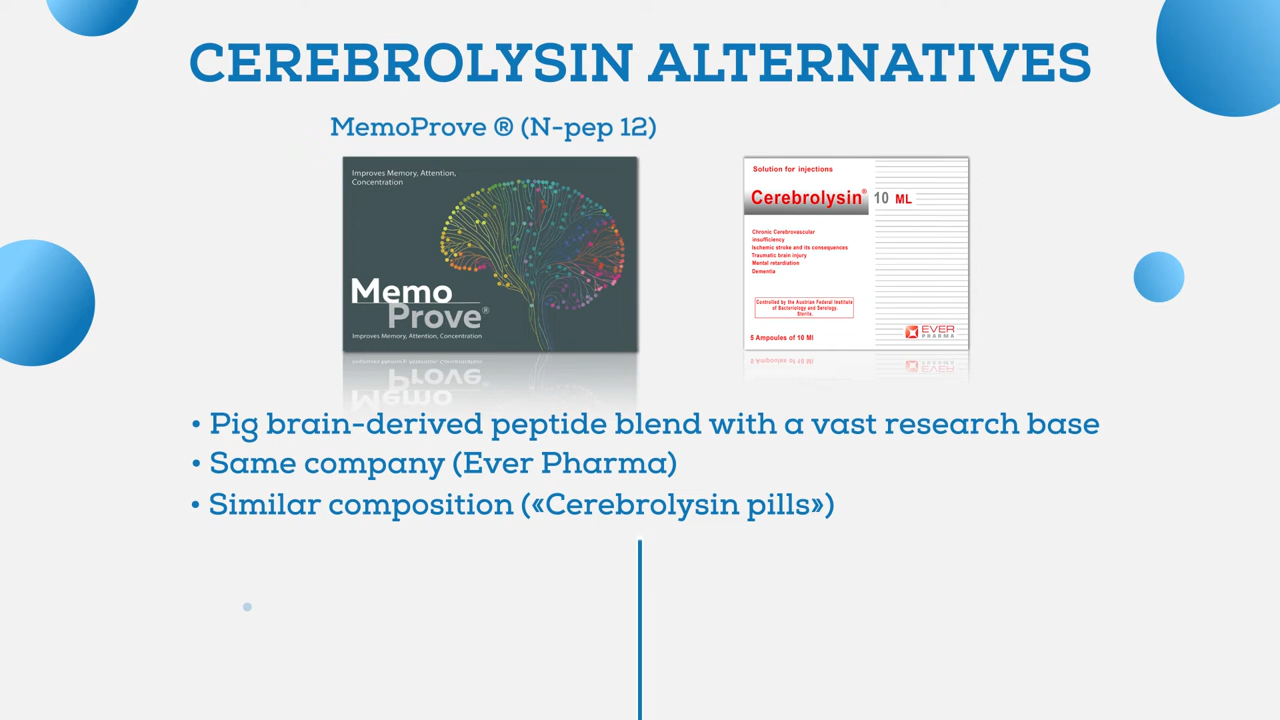 CEREBROLYSIN ALTERNATIVES
MemoProve ® (N-pep 12)
Improves Memory, Attention,
Concentration
Memo
Prove®
Improves Memory, Attention, Concentration
Solution for injections
Cerebrolysin® 10 ML
Chronic Cerebrovascular
insufficiency
Ischemic stroke and its consequences
Traumatic brain injury
Mental retardation
Dementia
Controlled by the Austrian Federal Institute
of Bacteriology and Serology.
Sterile.
5 Ampoules of 10 Ml
EVER
PHARMA
• Pig brain-derived peptide blend with a vast research base
• Same company (Ever Pharma)
• Similar composition («Cerebrolysin pills»)